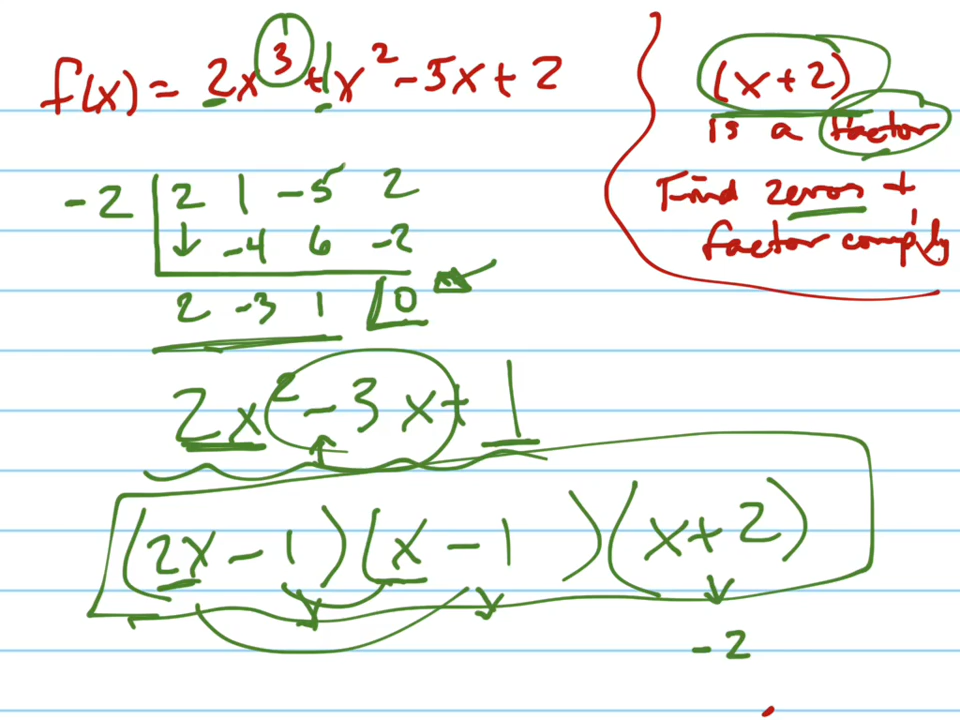 f(x) = 2x³ + 1x² - 5x + 2
(x+2)
is a factor
Find zeros +
factor comply
-2 | 2 1 -5 2
↓ -4 6 -2
2 -3 1 | 0
2x² - 3x + 1
(2x - 1)(x - 1)(x + 2)
-2